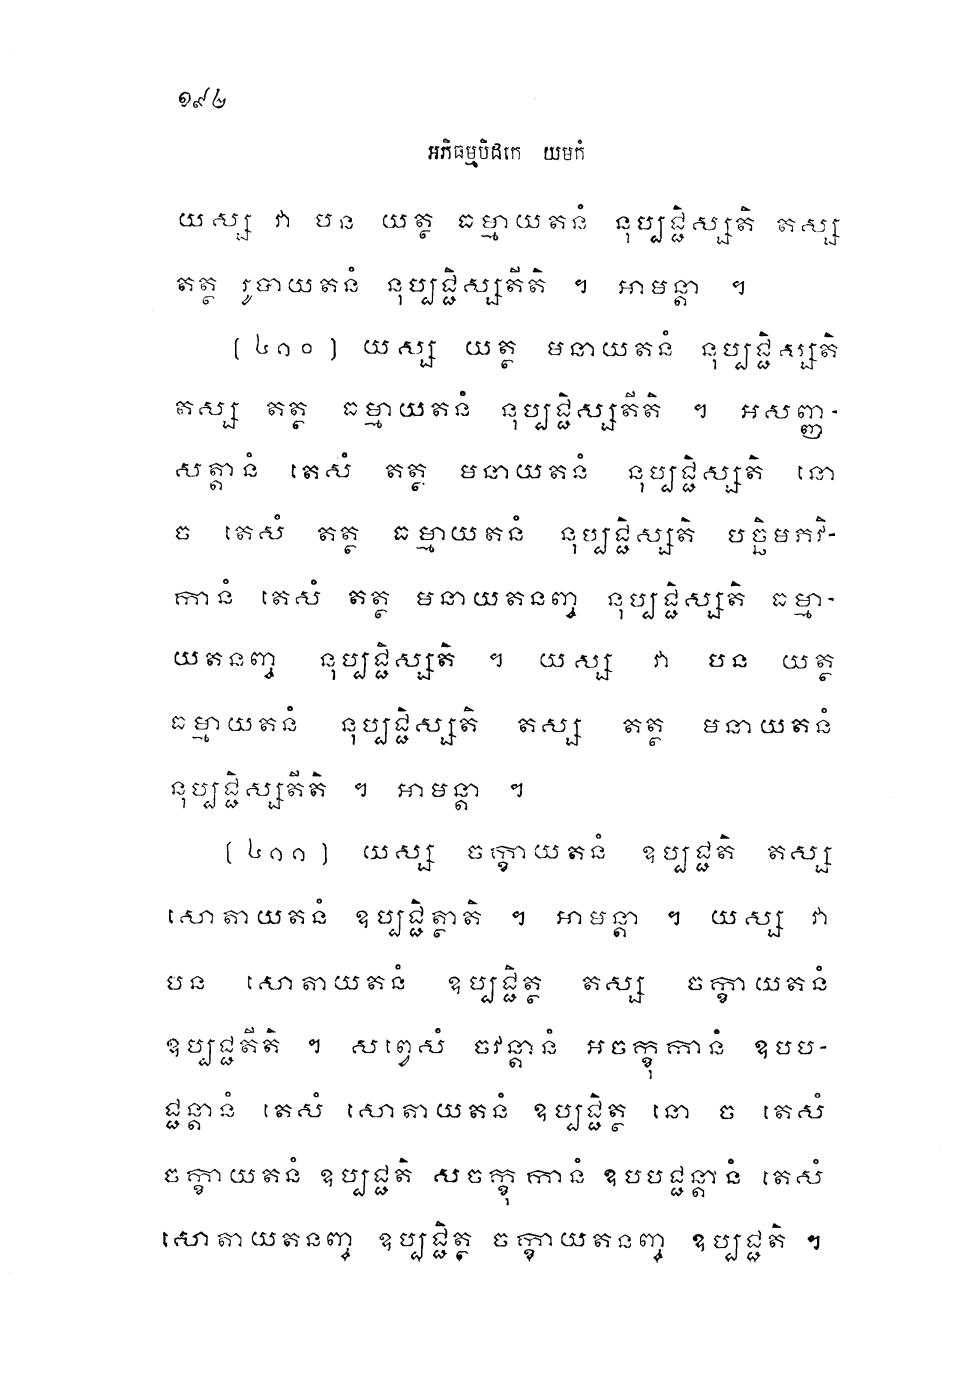 ១៩៤
អភិធម្មបិដកេ យមកំ
យស្ស វា បន យត្ថ ធម្មាយតនំ នុប្បជ្ជិស្សតិ តស្ស
តត្ថ រូបាយតនំ នុប្បជ្ជិស្សតីតិ ។ អាមន្តា ។
(៤១០) យស្ស យត្ថ មនាយតនំ នុប្បជ្ជិស្សតិ
តស្ស តត្ថ ធម្មាយតនំ នុប្បជ្ជិស្សតីតិ ។ អសញ្ញ-
សត្តានំ តេសំ តត្ថ មនាយតនំ នុប្បជ្ជិស្សតិ នោ
ច តេសំ តត្ថ ធម្មាយតនំ នុប្បជ្ជិស្សតិ បច្ឆិមភវិ-
កានំ តេសំ តត្ថ មនាយតនញ្ច នុប្បជ្ជិស្សតិ ធម្មា-
យតនញ្ច នុប្បជ្ជិស្សតិ ។ យស្ស វា បន យត្ថ
ធម្មាយតនំ នុប្បជ្ជិស្សតិ តស្ស តត្ថ មនាយតនំ
នុប្បជ្ជិស្សតីតិ ។ អាមន្តា ។
(៤១១) យស្ស ចក្ខាយតនំ ឧប្បជ្ជតិ តស្ស
សោតាយតនំ ឧប្បជ្ជិត្ថាតិ ។ អាមន្តា ។ យស្ស វា
បន សោតាយតនំ ឧប្បជ្ជិត្ថ តស្ស ចក្ខាយតនំ
ឧប្បជ្ជតីតិ ។ សព្វេសំ ចវន្តានំ អចក្ខុកានំ ឧបប-
ជ្ជន្តានំ តេសំ សោតាយតនំ ឧប្បជ្ជិត្ថ នោ ច តេសំ
ចក្ខាយតនំ ឧប្បជ្ជតិ សចក្ខុកានំ ឧបបជ្ជន្តានំ តេសំ
សោតាយតនញ្ច ឧប្បជ្ជិត្ថ ចក្ខាយតនញ្ច ឧប្បជ្ជតិ ។